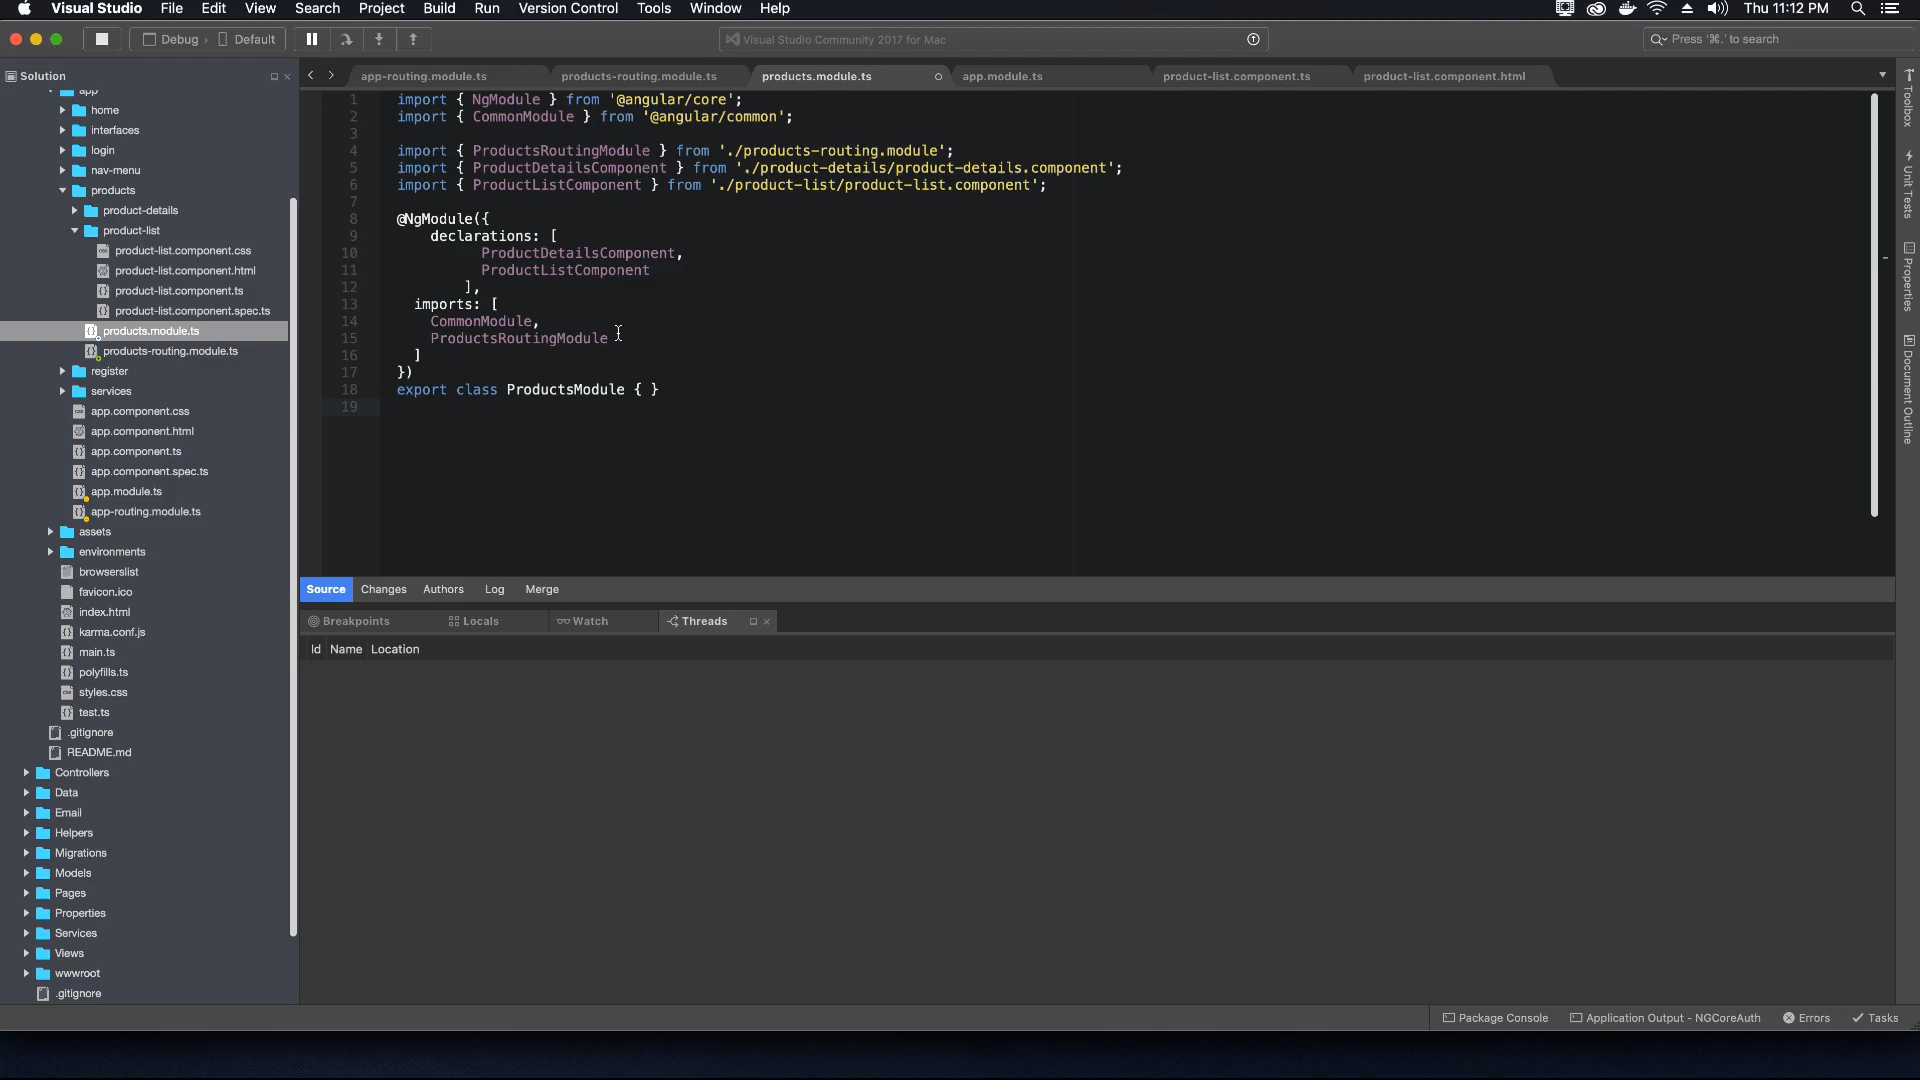 Visual Studio File Edit View Search Project Build Run Version Control Tools Window Help Thu 11:12 PM
Debug Default Visual Studio Community 2017 for Mac Press '⌘.' to search
Solution
app
home
interfaces
login
nav-menu
products
product-details
product-list
product-list.component.css
product-list.component.html
product-list.component.ts
product-list.component.spec.ts
products.module.ts
products-routing.module.ts
register
services
app.component.css
app.component.html
app.component.ts
app.component.spec.ts
app.module.ts
app-routing.module.ts
assets
environments
browserslist
favicon.ico
index.html
karma.conf.js
main.ts
polyfills.ts
styles.css
test.ts
.gitignore
README.md
Controllers
Data
Email
Helpers
Migrations
Models
Pages
Properties
Services
Views
wwwroot
.gitignore
app-routing.module.ts products-routing.module.ts products.module.ts app.module.ts product-list.component.ts product-list.component.html
1 import { NgModule } from '@angular/core';
2 import { CommonModule } from '@angular/common';
3
4 import { ProductsRoutingModule } from './products-routing.module';
5 import { ProductDetailsComponent } from './product-details/product-details.component';
6 import { ProductListComponent } from './product-list/product-list.component';
7
8 @NgModule({
9 declarations: [
10 ProductDetailsComponent,
11 ProductListComponent
12 ],
13 imports: [
14 CommonModule,
15 ProductsRoutingModule
16 ]
17 })
18 export class ProductsModule { }
19
Source Changes Authors Log Merge
Breakpoints Locals Watch Threads
Id Name Location
Toolbox
Unit Tests
Properties
Document Outline
Package Console Application Output - NGCoreAuth Errors Tasks